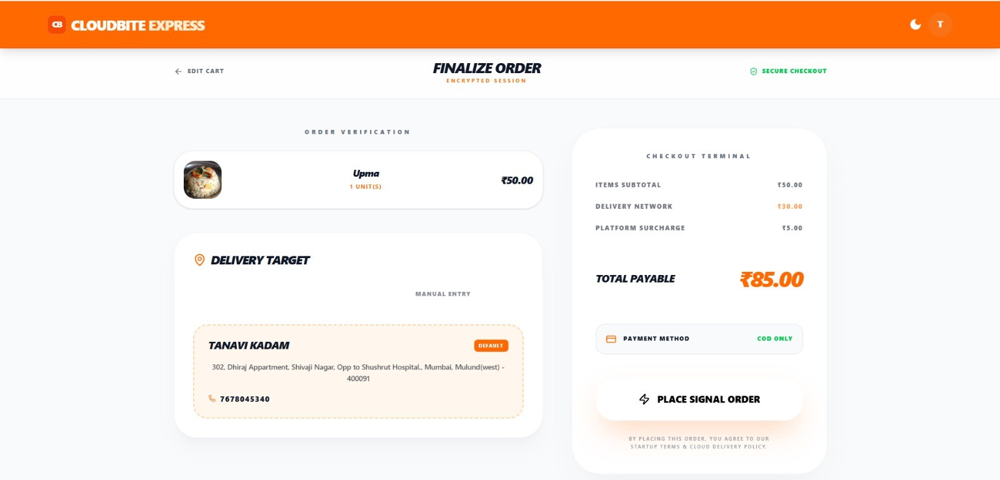 CB CLOUDBITE EXPRESS
T
EDIT CART
FINALIZE ORDER
ENCRYPTED SESSION
SECURE CHECKOUT
ORDER VERIFICATION
Upma
1 UNIT(S)
₹50.00
DELIVERY TARGET
MANUAL ENTRY
TANAVI KADAM
DEFAULT
302, Dhiraj Appartment, Shivaji Nagar, Opp to Shushrut Hospital., Mumbai, Mulund(west) -
400091
7678045340
CHECKOUT TERMINAL
ITEMS SUBTOTAL ₹50.00
DELIVERY NETWORK ₹30.00
PLATFORM SURCHARGE ₹5.00
TOTAL PAYABLE ₹85.00
PAYMENT METHOD COD ONLY
PLACE SIGNAL ORDER
BY PLACING THIS ORDER, YOU AGREE TO OUR
STARTUP TERMS & CLOUD DELIVERY POLICY.